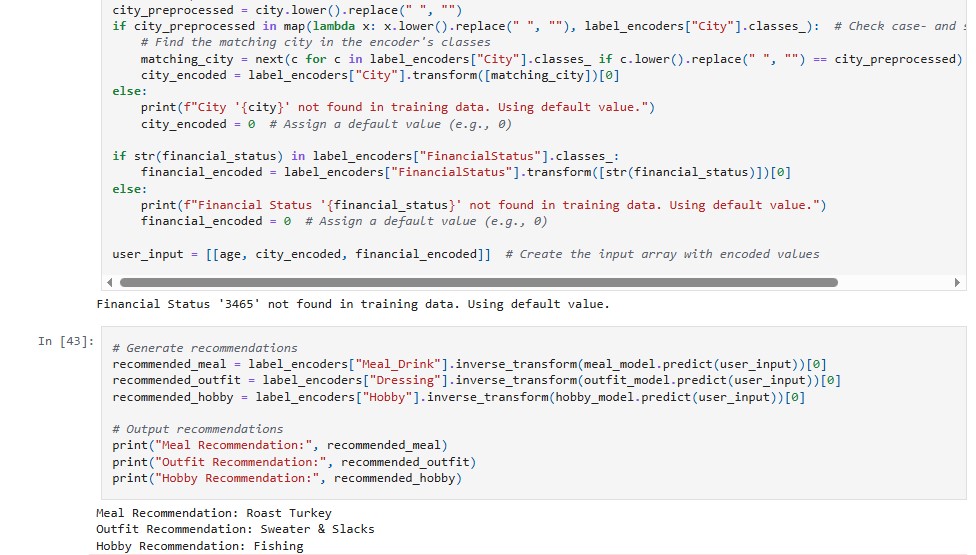 city_preprocessed = city.lower().replace(" ", "")
if city_preprocessed in map(lambda x: x.lower().replace(" ", ""), label_encoders["City"].classes_):  # Check case- and s
    # Find the matching city in the encoder's classes
    matching_city = next(c for c in label_encoders["City"].classes_ if c.lower().replace(" ", "") == city_preprocessed)
    city_encoded = label_encoders["City"].transform([matching_city])[0]
else:
    print(f"City '{city}' not found in training data. Using default value.")
    city_encoded = 0  # Assign a default value (e.g., 0)
if str(financial_status) in label_encoders["FinancialStatus"].classes_:
    financial_encoded = label_encoders["FinancialStatus"].transform([str(financial_status)])[0]
else:
    print(f"Financial Status '{financial_status}' not found in training data. Using default value.")
    financial_encoded = 0  # Assign a default value (e.g., 0)
user_input = [[age, city_encoded, financial_encoded]]  # Create the input array with encoded values
Financial Status '3465' not found in training data. Using default value.
In [43]:
# Generate recommendations
recommended_meal = label_encoders["Meal_Drink"].inverse_transform(meal_model.predict(user_input))[0]
recommended_outfit = label_encoders["Dressing"].inverse_transform(outfit_model.predict(user_input))[0]
recommended_hobby = label_encoders["Hobby"].inverse_transform(hobby_model.predict(user_input))[0]
# Output recommendations
print("Meal Recommendation:", recommended_meal)
print("Outfit Recommendation:", recommended_outfit)
print("Hobby Recommendation:", recommended_hobby)
Meal Recommendation: Roast Turkey
Outfit Recommendation: Sweater & Slacks
Hobby Recommendation: Fishing